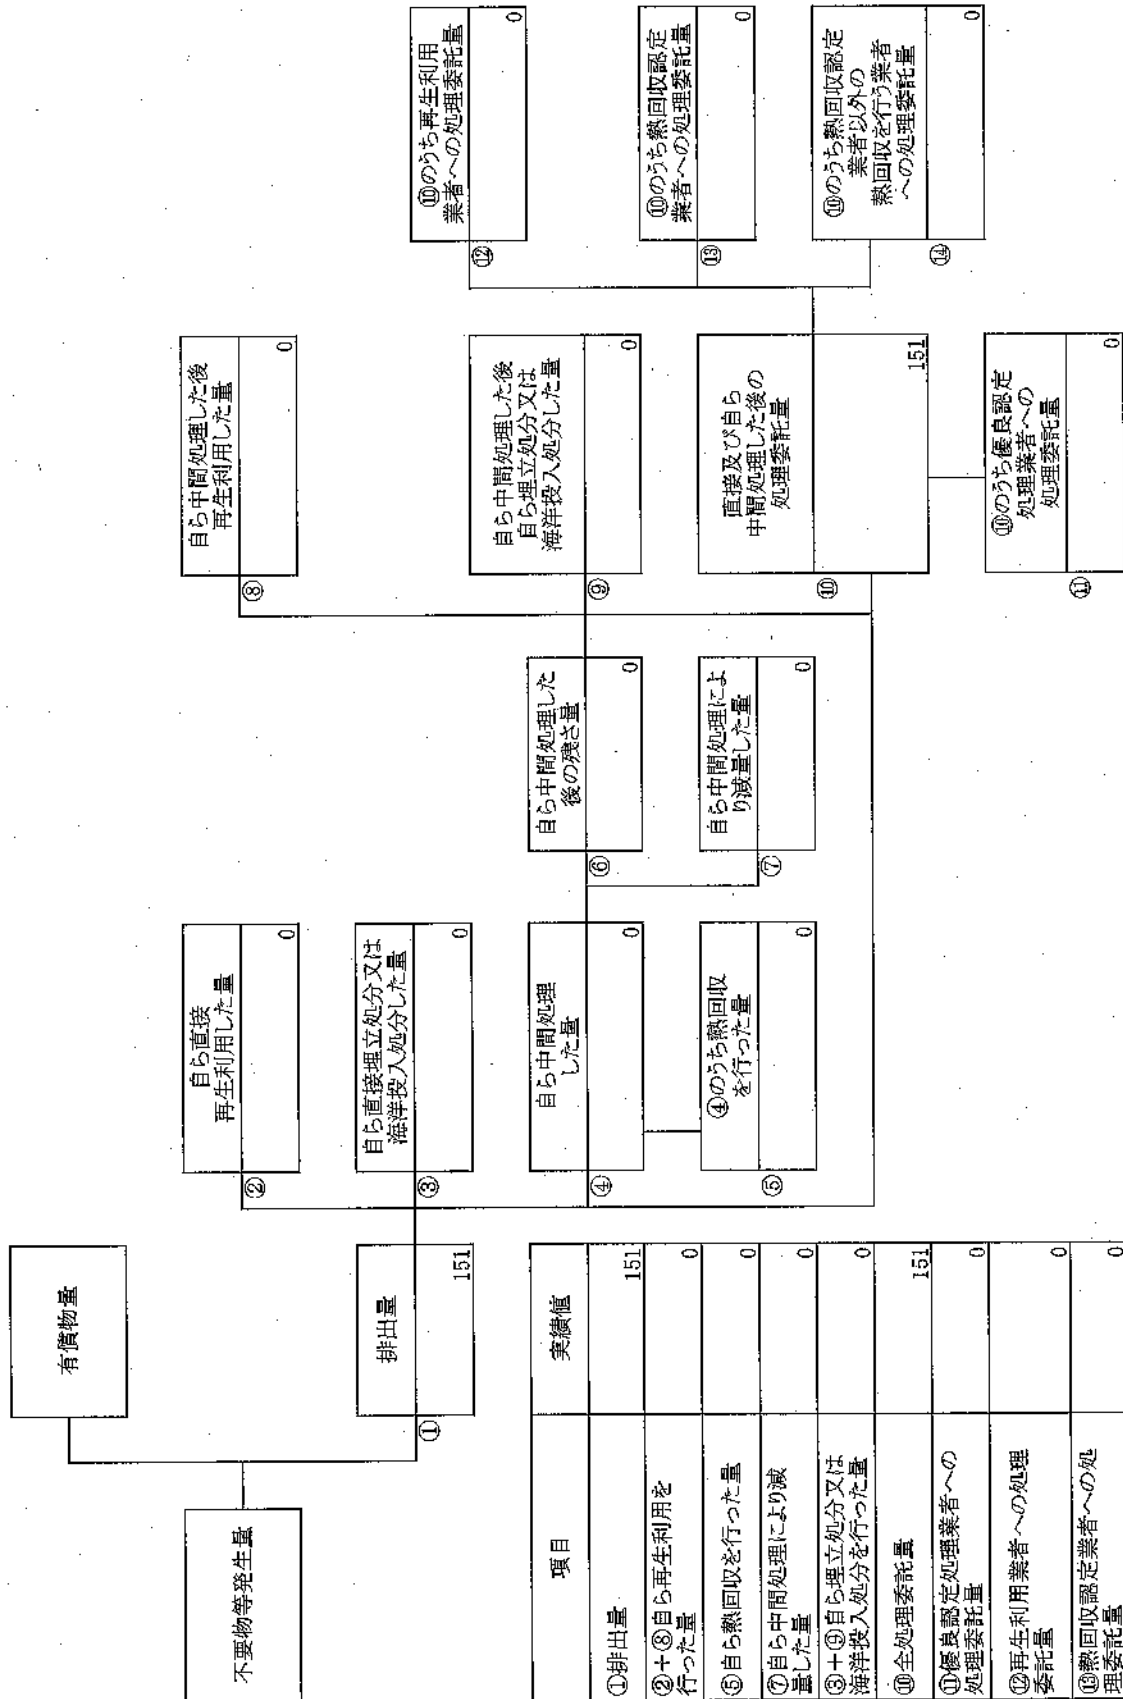 不要物等発生量
有償物量
①
排出量
151
②
自ら直接
再生利用した量
0
③
自ら直接埋立処分又は
海洋投入処分した量
0
④
自ら中間処理
した量
0
⑤
④のうち熱回収
を行った量
0
⑥
自ら中間処理した
後の残さ量
0
⑦
自ら中間処理によ
り減量した量
0
⑧
自ら中間処理した後
再生利用した量
0
⑨
自ら中間処理した後
自ら埋立処分又は
海洋投入処分した量
0
⑩
直接及び自ら
中間処理した後の
処理委託量
151
⑪
⑩のうち優良認定
処理業者への
処理委託量
0
⑫
⑩のうち再生利用
業者への処理委託量
0
⑬
⑩のうち熱回収認定
業者への処理委託量
0
⑭
⑩のうち熱回収認定
業者以外の
熱回収を行う業者
への処理委託量
0
項目 実績値
①排出量 151
②+⑧自ら再生利用を
行った量 0
⑤自ら熱回収を行った量 0
⑦自ら中間処理により減
量した量 0
③+⑨自ら埋立処分又は
海洋投入処分を行った量 0
⑩全処理委託量 151
⑪優良認定処理業者への
処理委託量 0
⑫再生利用業者への処理
委託量 0
⑬熱回収認定業者への処
理委託量 0